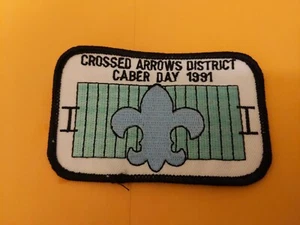 CROSSED ARROWS DISTRICT
CABER DAY 1991